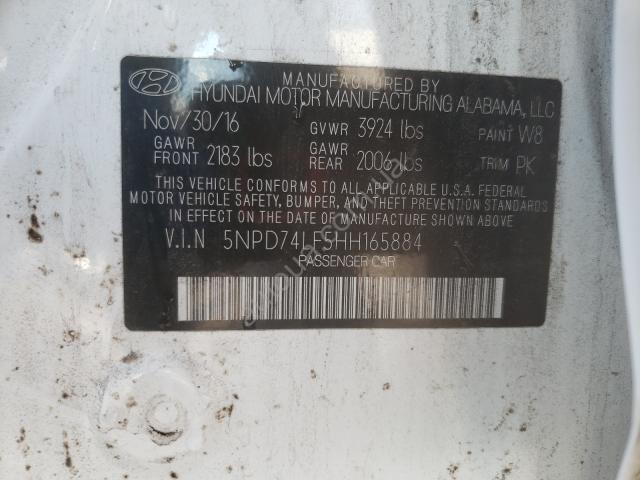 MANUFACTURED BY
HYUNDAI MOTOR MANUFACTURING ALABAMA, LLC
Nov/30/16 GVWR 3924 lbs PAINT W8
GAWR FRONT 2183 lbs GAWR REAR 2006 lbs TRIM PK
THIS VEHICLE CONFORMS TO ALL APPLICABLE U.S.A. FEDERAL
MOTOR VEHICLE SAFETY, BUMPER, AND THEFT PREVENTION STANDARDS
IN EFFECT ON THE DATE OF MANUFACTURE SHOWN ABOVE.
V.I.N 5NPD74LF5HH165884
PASSENGER CAR